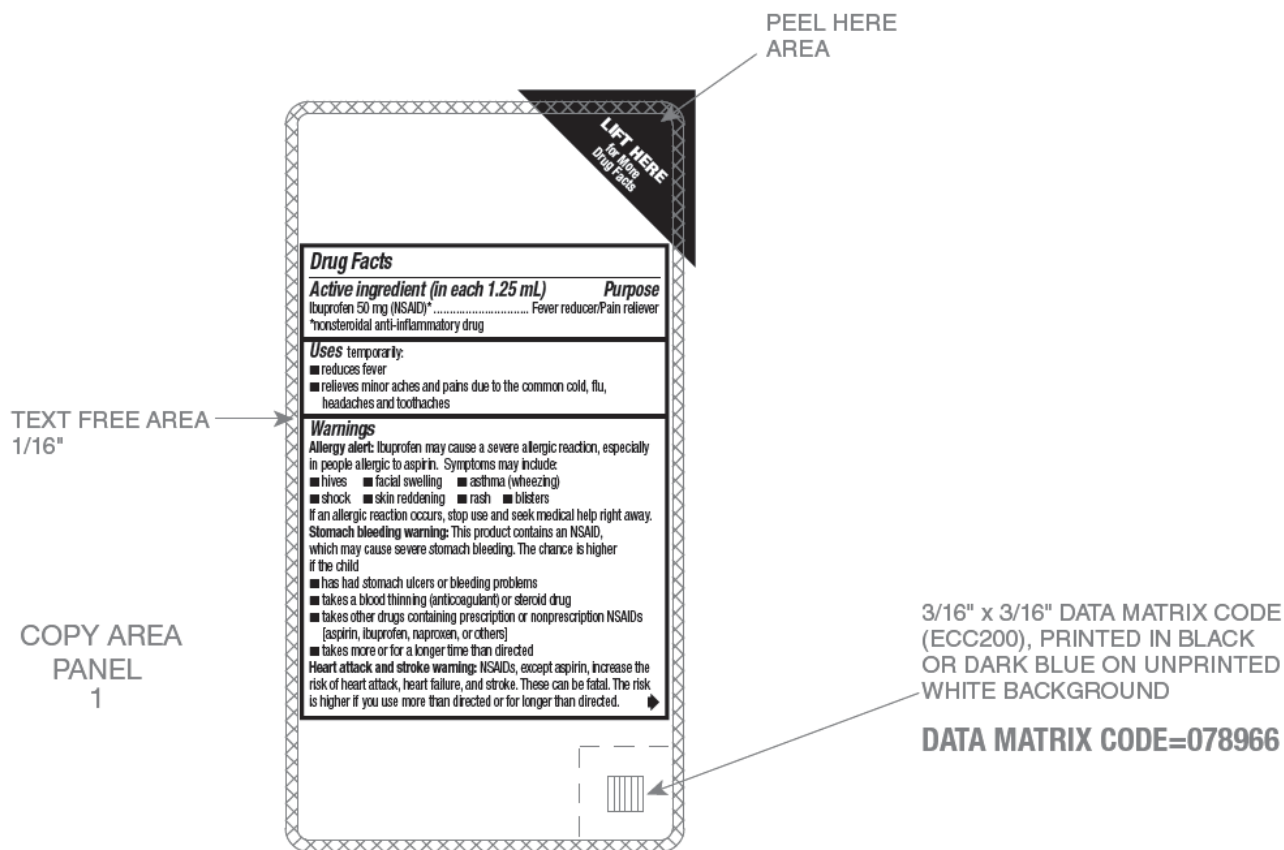 PEEL HERE
AREA
LIFT HERE
for More
Drug Facts
Drug Facts
Active ingredient (in each 1.25 mL) Purpose
Ibuprofen 50 mg (NSAID)* .............................. Fever reducer/Pain reliever
*nonsteroidal anti-inflammatory drug
Uses temporarily:
■ reduces fever
■ relieves minor aches and pains due to the common cold, flu,
headaches and toothaches
TEXT FREE AREA
1/16"
Warnings
Allergy alert: Ibuprofen may cause a severe allergic reaction, especially
in people allergic to aspirin. Symptoms may include:
■ hives ■ facial swelling ■ asthma (wheezing)
■ shock ■ skin reddening ■ rash ■ blisters
If an allergic reaction occurs, stop use and seek medical help right away.
Stomach bleeding warning: This product contains an NSAID,
which may cause severe stomach bleeding. The chance is higher
if the child
■ has had stomach ulcers or bleeding problems
■ takes a blood thinning (anticoagulant) or steroid drug
■ takes other drugs containing prescription or nonprescription NSAIDs
[aspirin, ibuprofen, naproxen, or others]
■ takes more or for a longer time than directed
Heart attack and stroke warning: NSAIDs, except aspirin, increase the
risk of heart attack, heart failure, and stroke. These can be fatal. The risk
is higher if you use more than directed or for longer than directed.
COPY AREA
PANEL
1
3/16" x 3/16" DATA MATRIX CODE
(ECC200), PRINTED IN BLACK
OR DARK BLUE ON UNPRINTED
WHITE BACKGROUND
DATA MATRIX CODE=078966